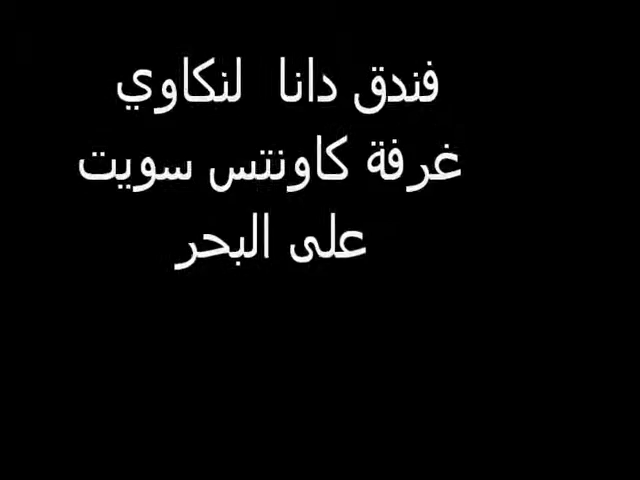 فندق دانا لنكاوي
غرفة كاونتس سويت
على البحر